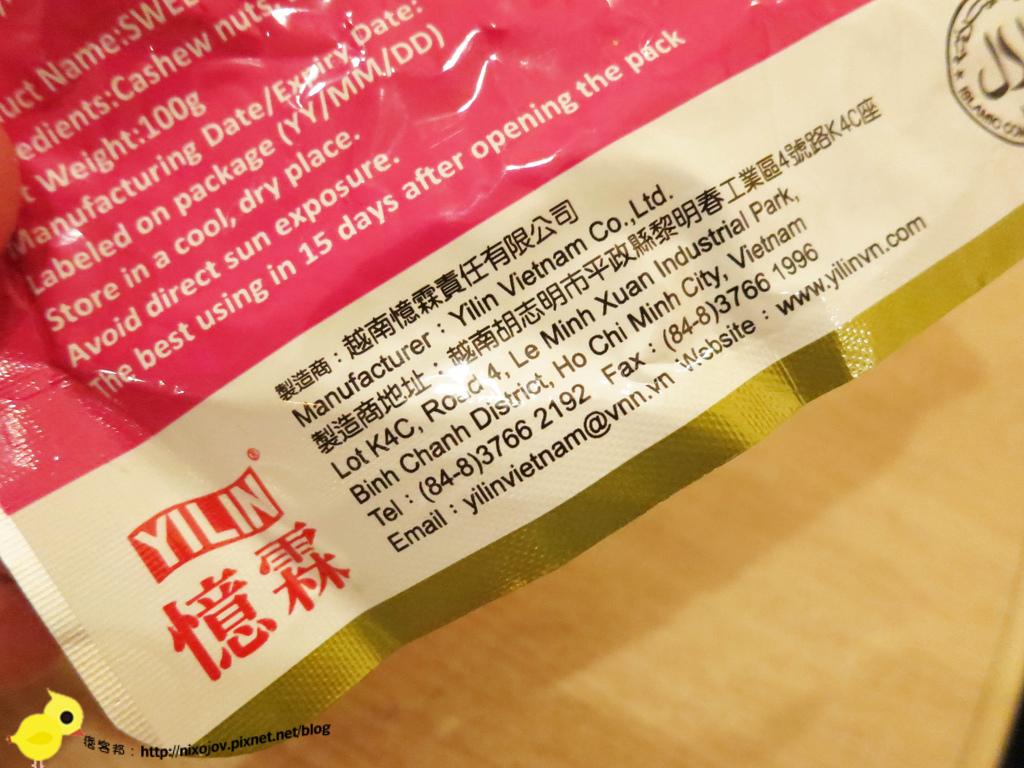 uct Name:SWEE
edients:Cashew nuts
t Weight:100g
Manufacturing Date/Expiry Date:
Labeled on package (YY/MM/DD)
Store in a cool, dry place.
Avoid direct sun exposure.
The best using in 15 days after opening the pack
製造商：越南憶霖責任有限公司
Manufacturer：Yilin Vietnam Co.,Ltd.
製造商地址：越南胡志明市平政縣黎明春工業區4號路K4C座
Lot K4C, Road 4, Le Minh Xuan Industrial Park,
Binh Chanh District, Ho Chi Minh City, Vietnam
Tel：(84-8)3766 2192 Fax：(84-8)3766 1996
Email：yilinvietnam@vnn.vn Website：www.yilinvn.com
YILIN®
憶霖
حلال
ISLAMIC CO
痞客邦：http://nixojov.pixnet.net/blog